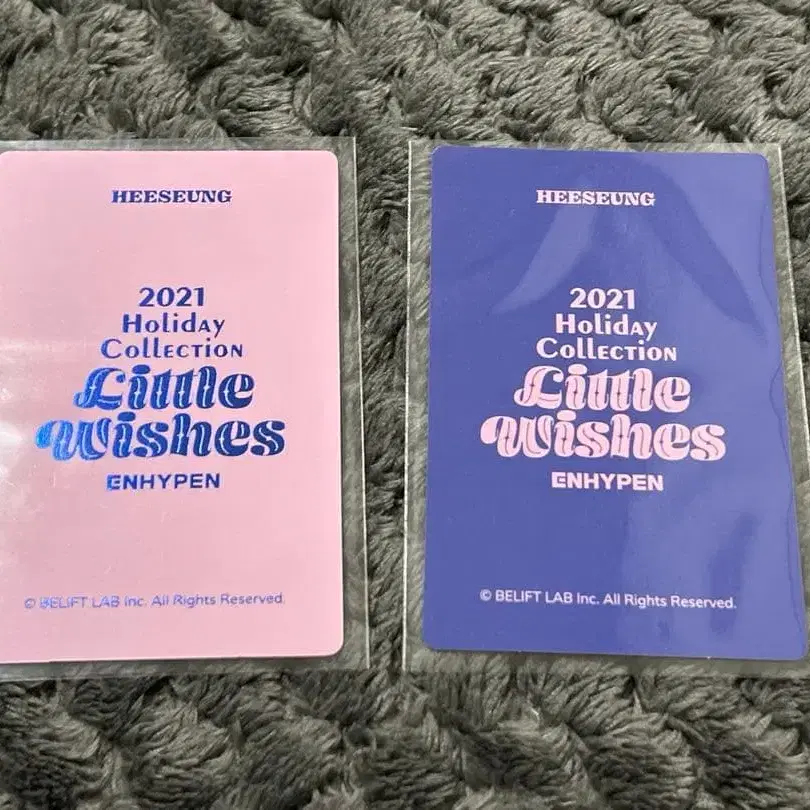 HEESEUNG
2021
Holiday
Collection
Little
Wishes
ENHYPEN
© BELIFT LAB Inc. All Rights Reserved.
HEESEUNG
2021
Holiday
Collection
Little
Wishes
ENHYPEN
© BELIFT LAB Inc. All Rights Reserved.